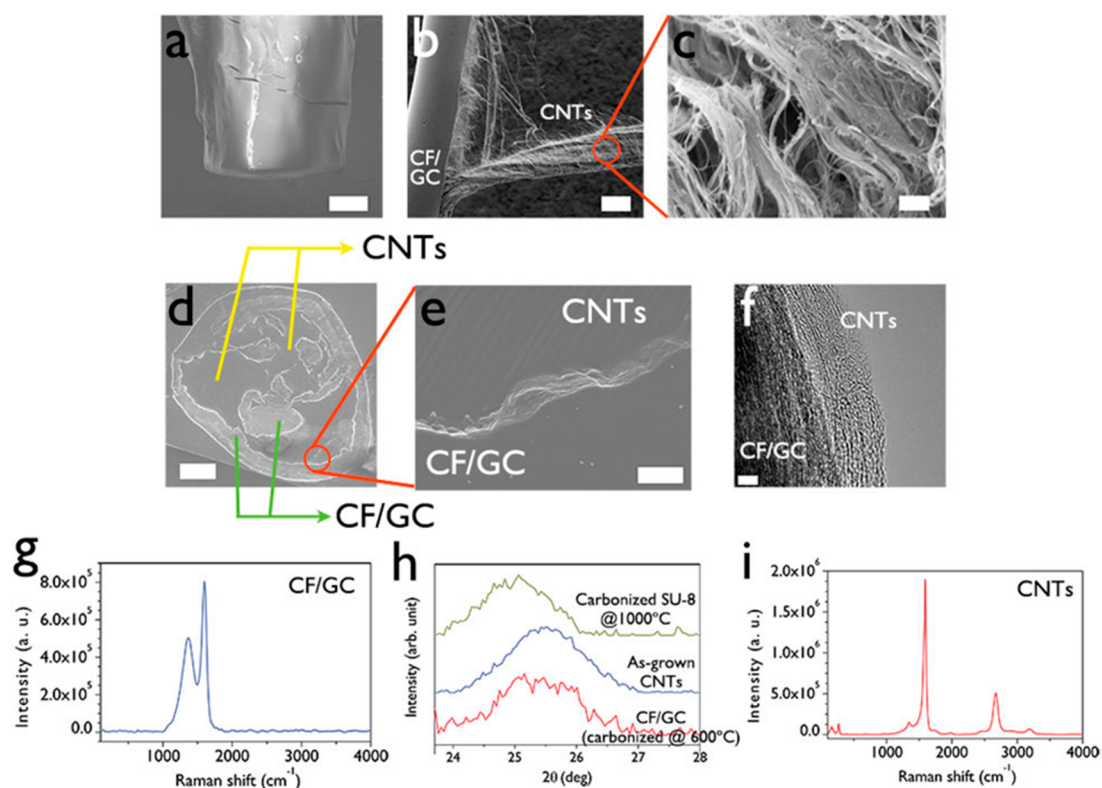 a
b
CNTs
CF/
GC
c
CNTs
d
e
CNTs
CF/GC
f
CNTs
CF/GC
CF/GC
g
CF/GC
8.0x10⁵
6.0x10⁵
4.0x10⁵
2.0x10⁵
0.0
Intensity (a. u.)
1000 2000 3000 4000
Raman shift (cm⁻¹)
h
Intensity (arb. unit)
Carbonized SU-8
@1000°C
As-grown
CNTs
CF/GC
(carbonized @ 600°C)
24 25 26 27 28
2θ (deg)
i
CNTs
2.0x10⁶
1.5x10⁶
1.0x10⁶
5.0x10⁵
0.0
Intensity (a. u.)
1000 2000 3000 4000
Raman shift (cm⁻¹)